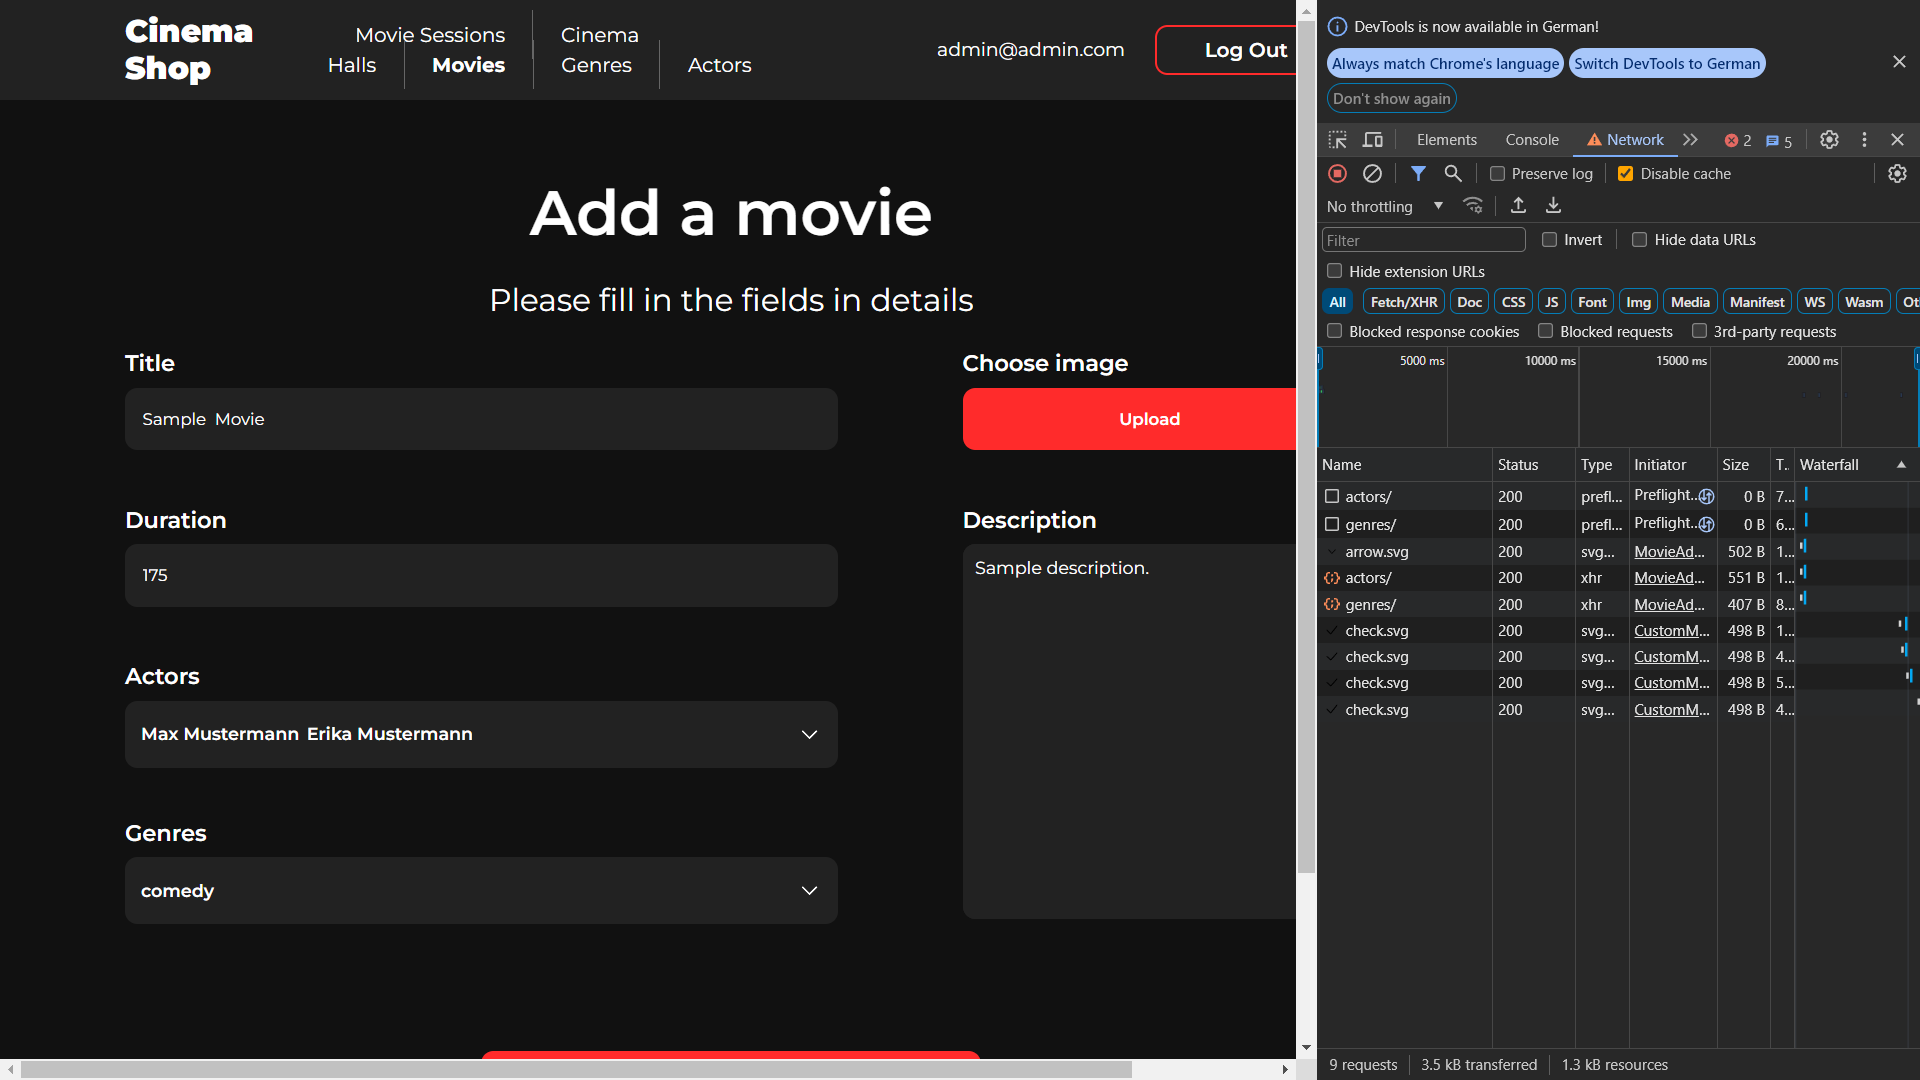 Cinema
Shop
Movie Sessions
Cinema
Halls
Movies
Genres
Actors
admin@admin.com
Log Out
Add a movie
Please fill in the fields in details
Title
Sample  Movie
Choose image
Upload
Duration
175
Description
Sample description.
Actors
Max Mustermann Erika Mustermann
Genres
comedy
DevTools is now available in German!
Always match Chrome's language
Switch DevTools to German
Don't show again
Elements
Console
Network
2
5
Preserve log
Disable cache
No throttling
Filter
Invert
Hide data URLs
Hide extension URLs
All
Fetch/XHR
Doc
CSS
JS
Font
Img
Media
Manifest
WS
Wasm
Ot
Blocked response cookies
Blocked requests
3rd-party requests
5000 ms
10000 ms
15000 ms
20000 ms
Name Status Type Initiator Size T.. Waterfall
actors/ 200 prefl... Preflight... 0 B 7...
genres/ 200 prefl... Preflight... 0 B 6...
arrow.svg 200 svg... MovieAd... 502 B 1...
actors/ 200 xhr MovieAd... 551 B 1...
genres/ 200 xhr MovieAd... 407 B 8...
check.svg 200 svg... CustomM... 498 B 1...
check.svg 200 svg... CustomM... 498 B 4...
check.svg 200 svg... CustomM... 498 B 5...
check.svg 200 svg... CustomM... 498 B 4...
9 requests
3.5 kB transferred
1.3 kB resources